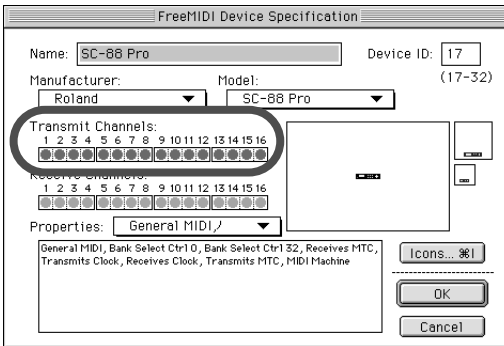 FreeMIDI Device Specification
Name: SC-88 Pro
Device ID: 17
(17-32)
Manufacturer: Model:
Roland SC-88 Pro
Transmit Channels:
1 2 3 4 5 6 7 8 9 10 11 12 13 14 15 16
Receive Channels:
1 2 3 4 5 6 7 8 9 10 11 12 13 14 15 16
Properties: General MIDI,/
General MIDI, Bank Select Ctrl 0, Bank Select Ctrl 32, Receives MTC,
Transmits Clock, Receives Clock, Transmits MTC, MIDI Machine
Icons... ⌘I
OK
Cancel